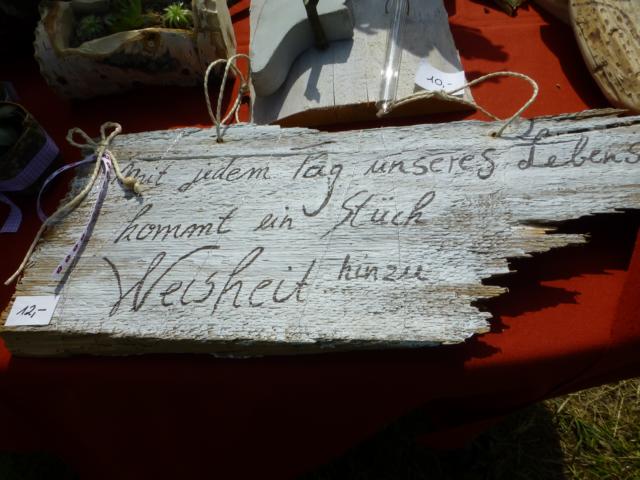 10,-
mit jedem Tag unseres Lebens
kommt ein Stück
Weisheit hinzu
12,-